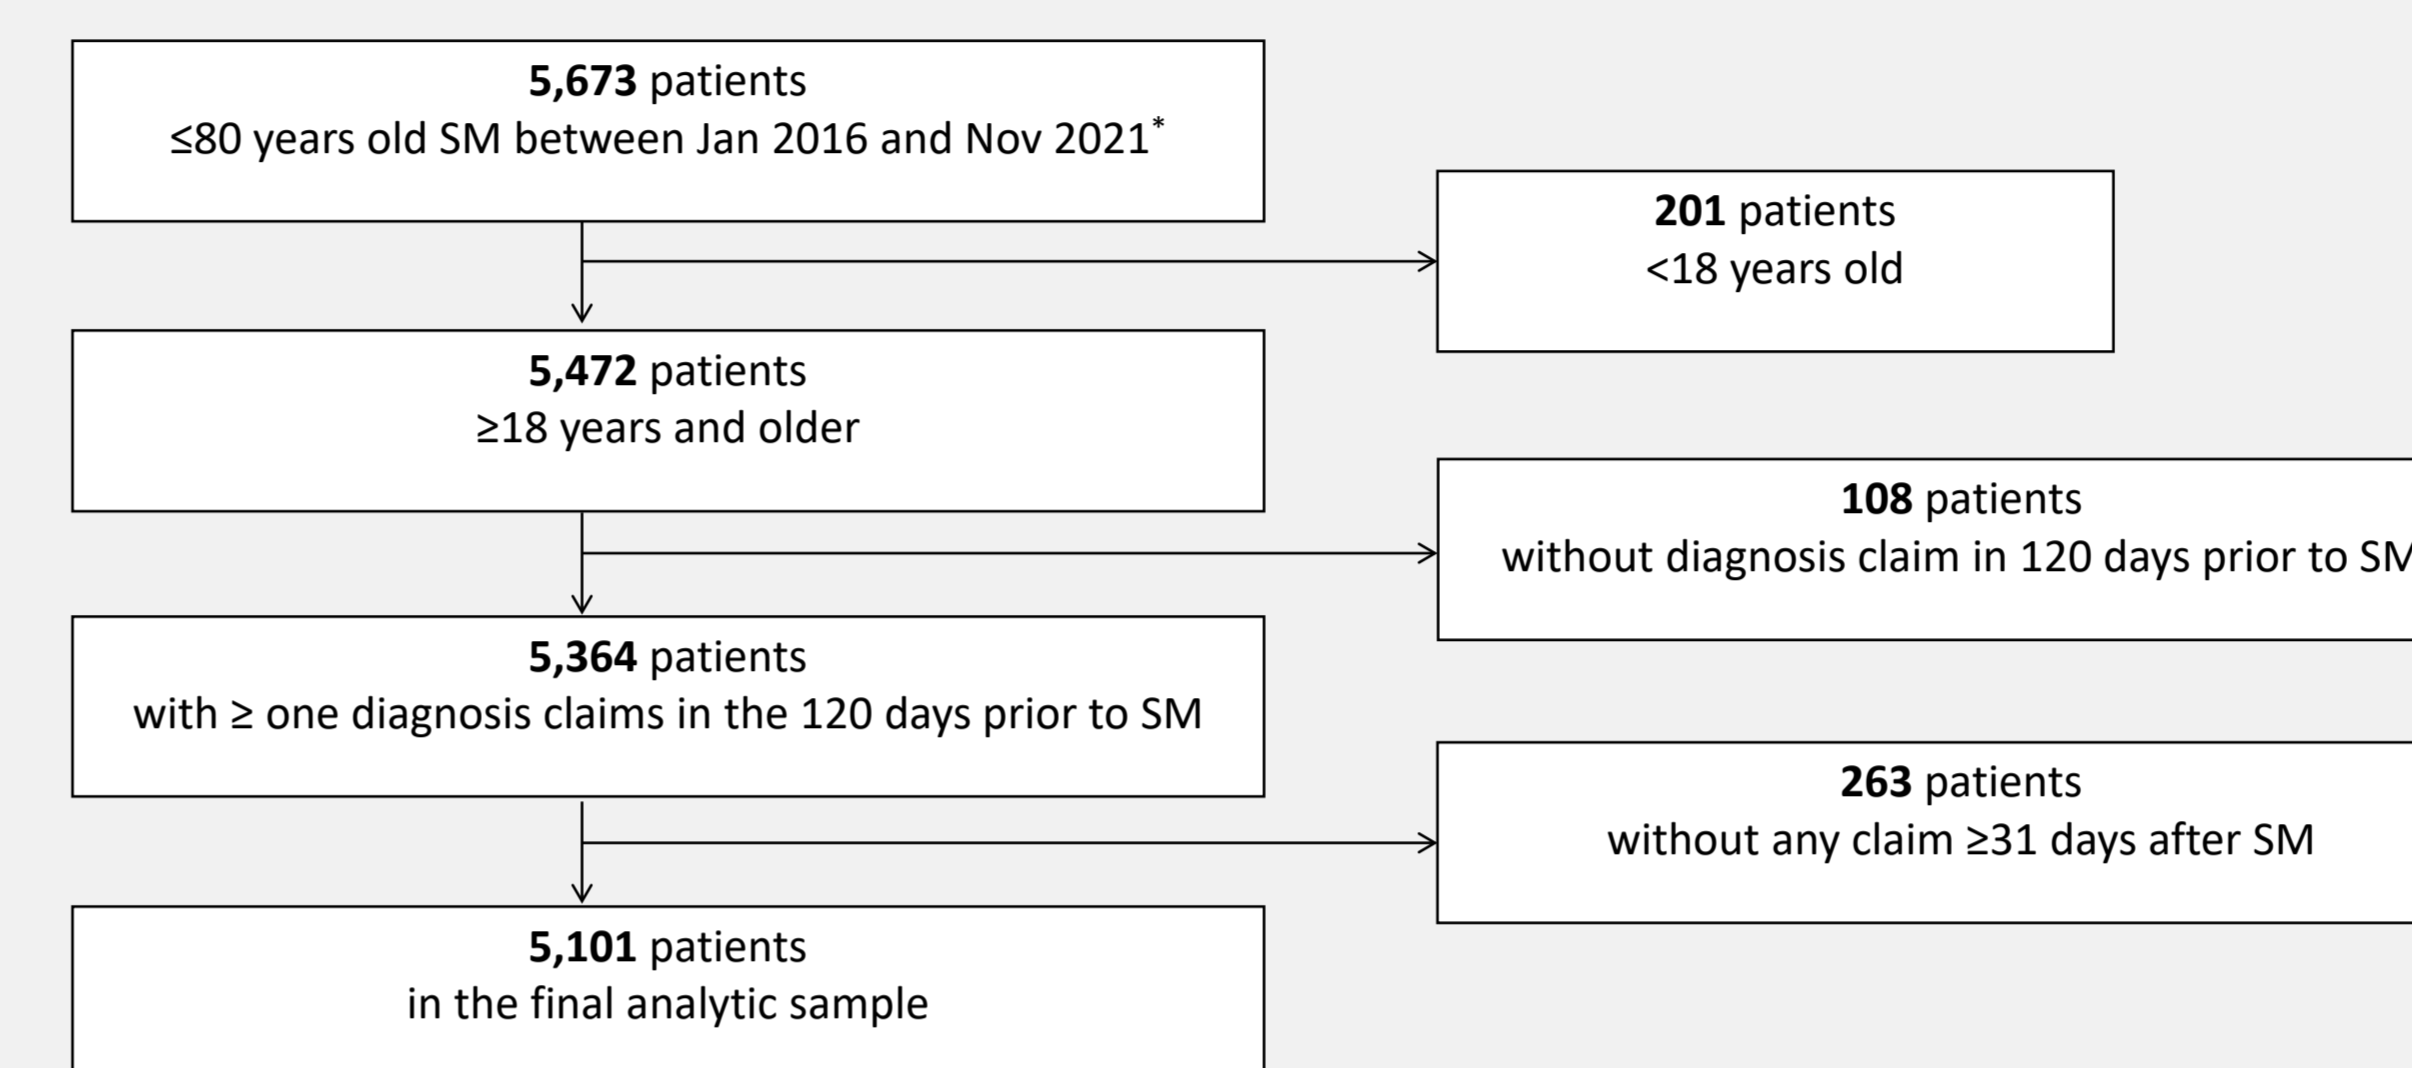 5,673 patients
≤80 years old SM between Jan 2016 and Nov 2021*
201 patients
<18 years old
5,472 patients
≥18 years and older
108 patients
without diagnosis claim in 120 days prior to SM
5,364 patients
with ≥ one diagnosis claims in the 120 days prior to SM
263 patients
without any claim ≥31 days after SM
5,101 patients
in the final analytic sample